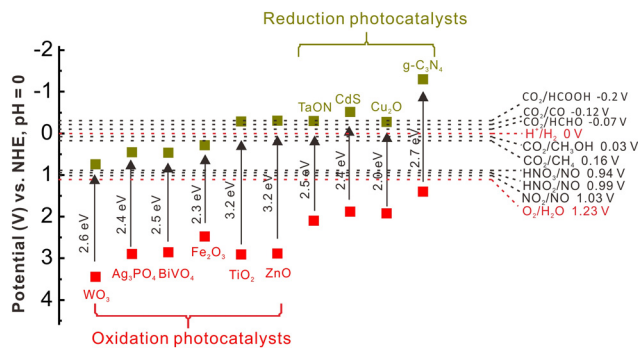 Reduction photocatalysts
Potential (V) vs. NHE, pH = 0
-2
-1
0
1
2
3
4
g-C₃N₄
CdS
TaON
Cu₂O
2.6 eV
2.4 eV
2.5 eV
2.3 eV
3.2 eV
3.2 eV
2.5 eV
2.4 eV
2.0 eV
2.7 eV
WO₃
Ag₃PO₄
BiVO₄
Fe₂O₃
TiO₂
ZnO
CO₂/HCOOH -0.2 V
CO₂/CO -0.12 V
CO₂/HCHO -0.07 V
H⁺/H₂ 0 V
CO₂/CH₃OH 0.03 V
CO₂/CH₄ 0.16 V
HNO₃/NO 0.94 V
HNO₂/NO 0.99 V
NO₂/NO 1.03 V
O₂/H₂O 1.23 V
Oxidation photocatalysts